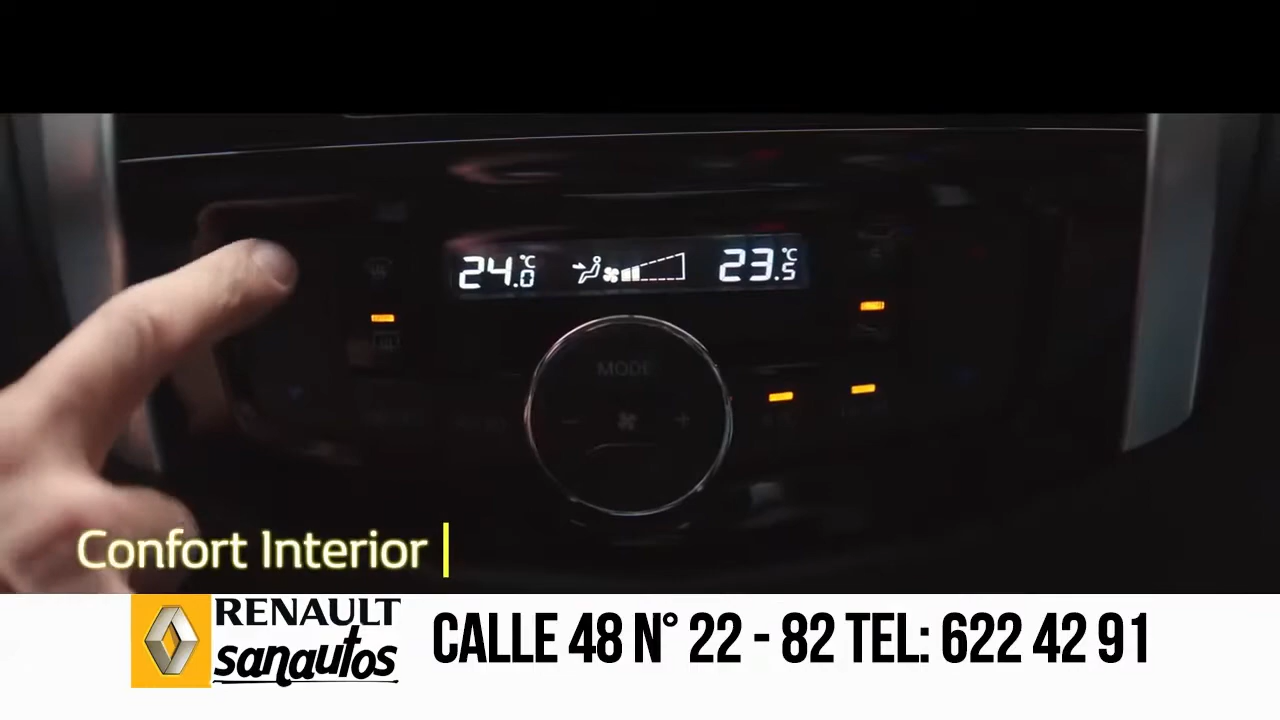 24.0°C 23.5°C
MODE
- +
Confort Interior
RENAULT
sanautos
CALLE 48 N° 22 - 82 TEL: 622 42 91